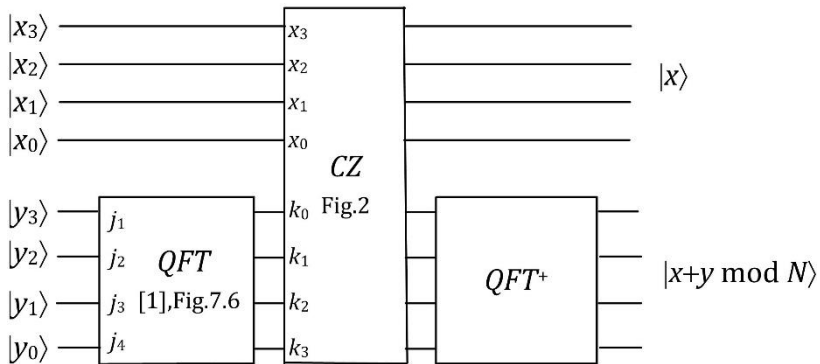 |x₃⟩ x₃
|x₂⟩ x₂
|x₁⟩ x₁
|x₀⟩ x₀
|x⟩
CZ
Fig.2
|y₃⟩ j₁ k₀
|y₂⟩ j₂ k₁
|y₁⟩ j₃ k₂
|y₀⟩ j₄ k₃
QFT
[1],Fig.7.6
QFT⁺
|x+y mod N⟩